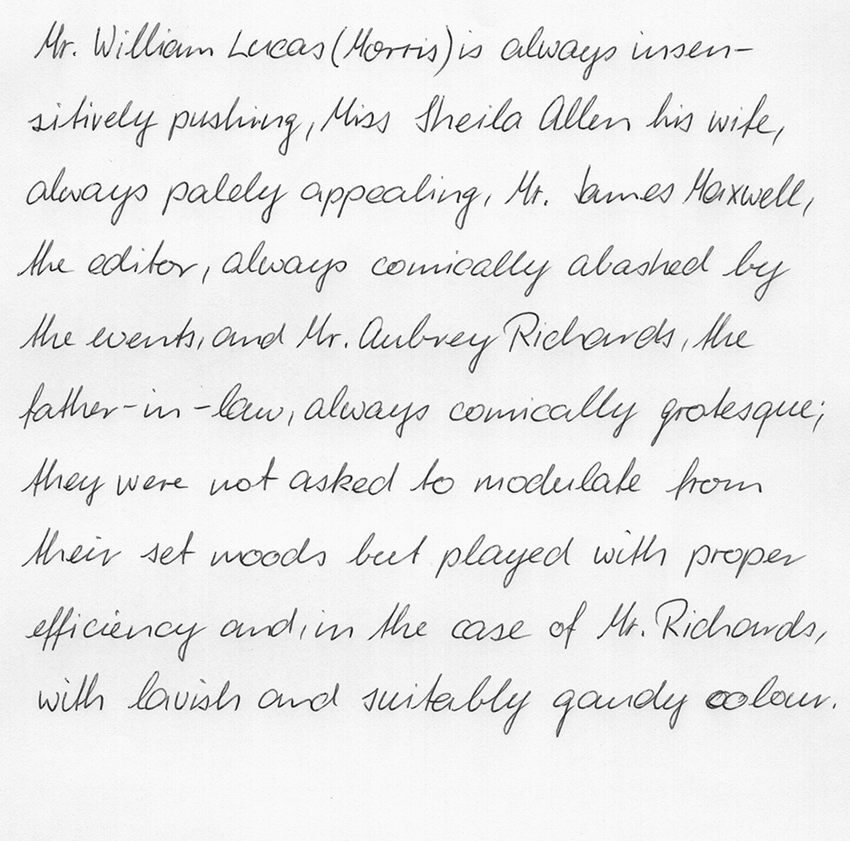 Mr. William Lucas (Morris) is always insen-
sitively pushing, Miss Sheila Allen his wife,
always palely appealing, Mr. James Maxwell,
the editor, always comically abashed by
the events, and Mr. Aubrey Richards, the
father-in-law, always comically grotesque;
they were not asked to modulate from
their set moods but played with proper
efficiency and, in the case of Mr. Richards,
with lavish and suitably gaudy colour.